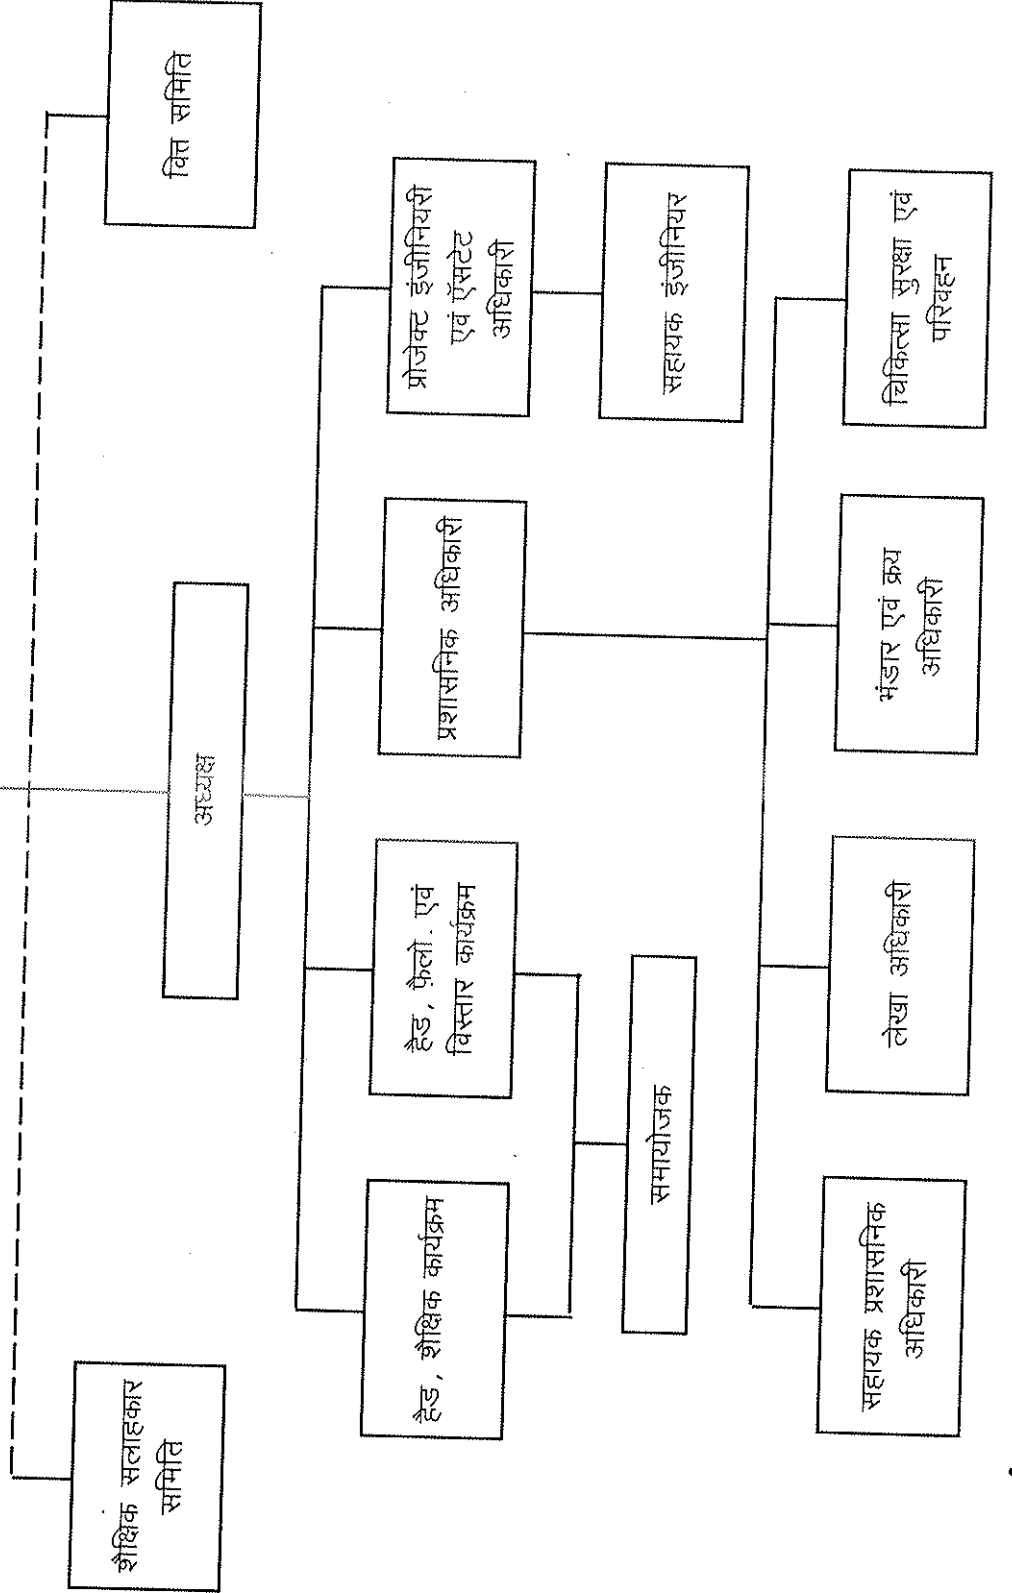 शैक्षिक सलाहकार
समिति
वित्त समिति
अध्यक्ष
हैड, शैक्षिक कार्यक्रम
हैड, फ़ैलो. एवं
विस्तार कार्यक्रम
प्रशासनिक अधिकारी
प्रोजेक्ट इंजीनियरी
एवं ऍसटेट
अधिकारी
समायोजक
सहायक इंजीनियर
सहायक प्रशासनिक
अधिकारी
लेखा अधिकारी
भंडार एवं क्रय
अधिकारी
चिकित्सा सुरक्षा एवं
परिवहन